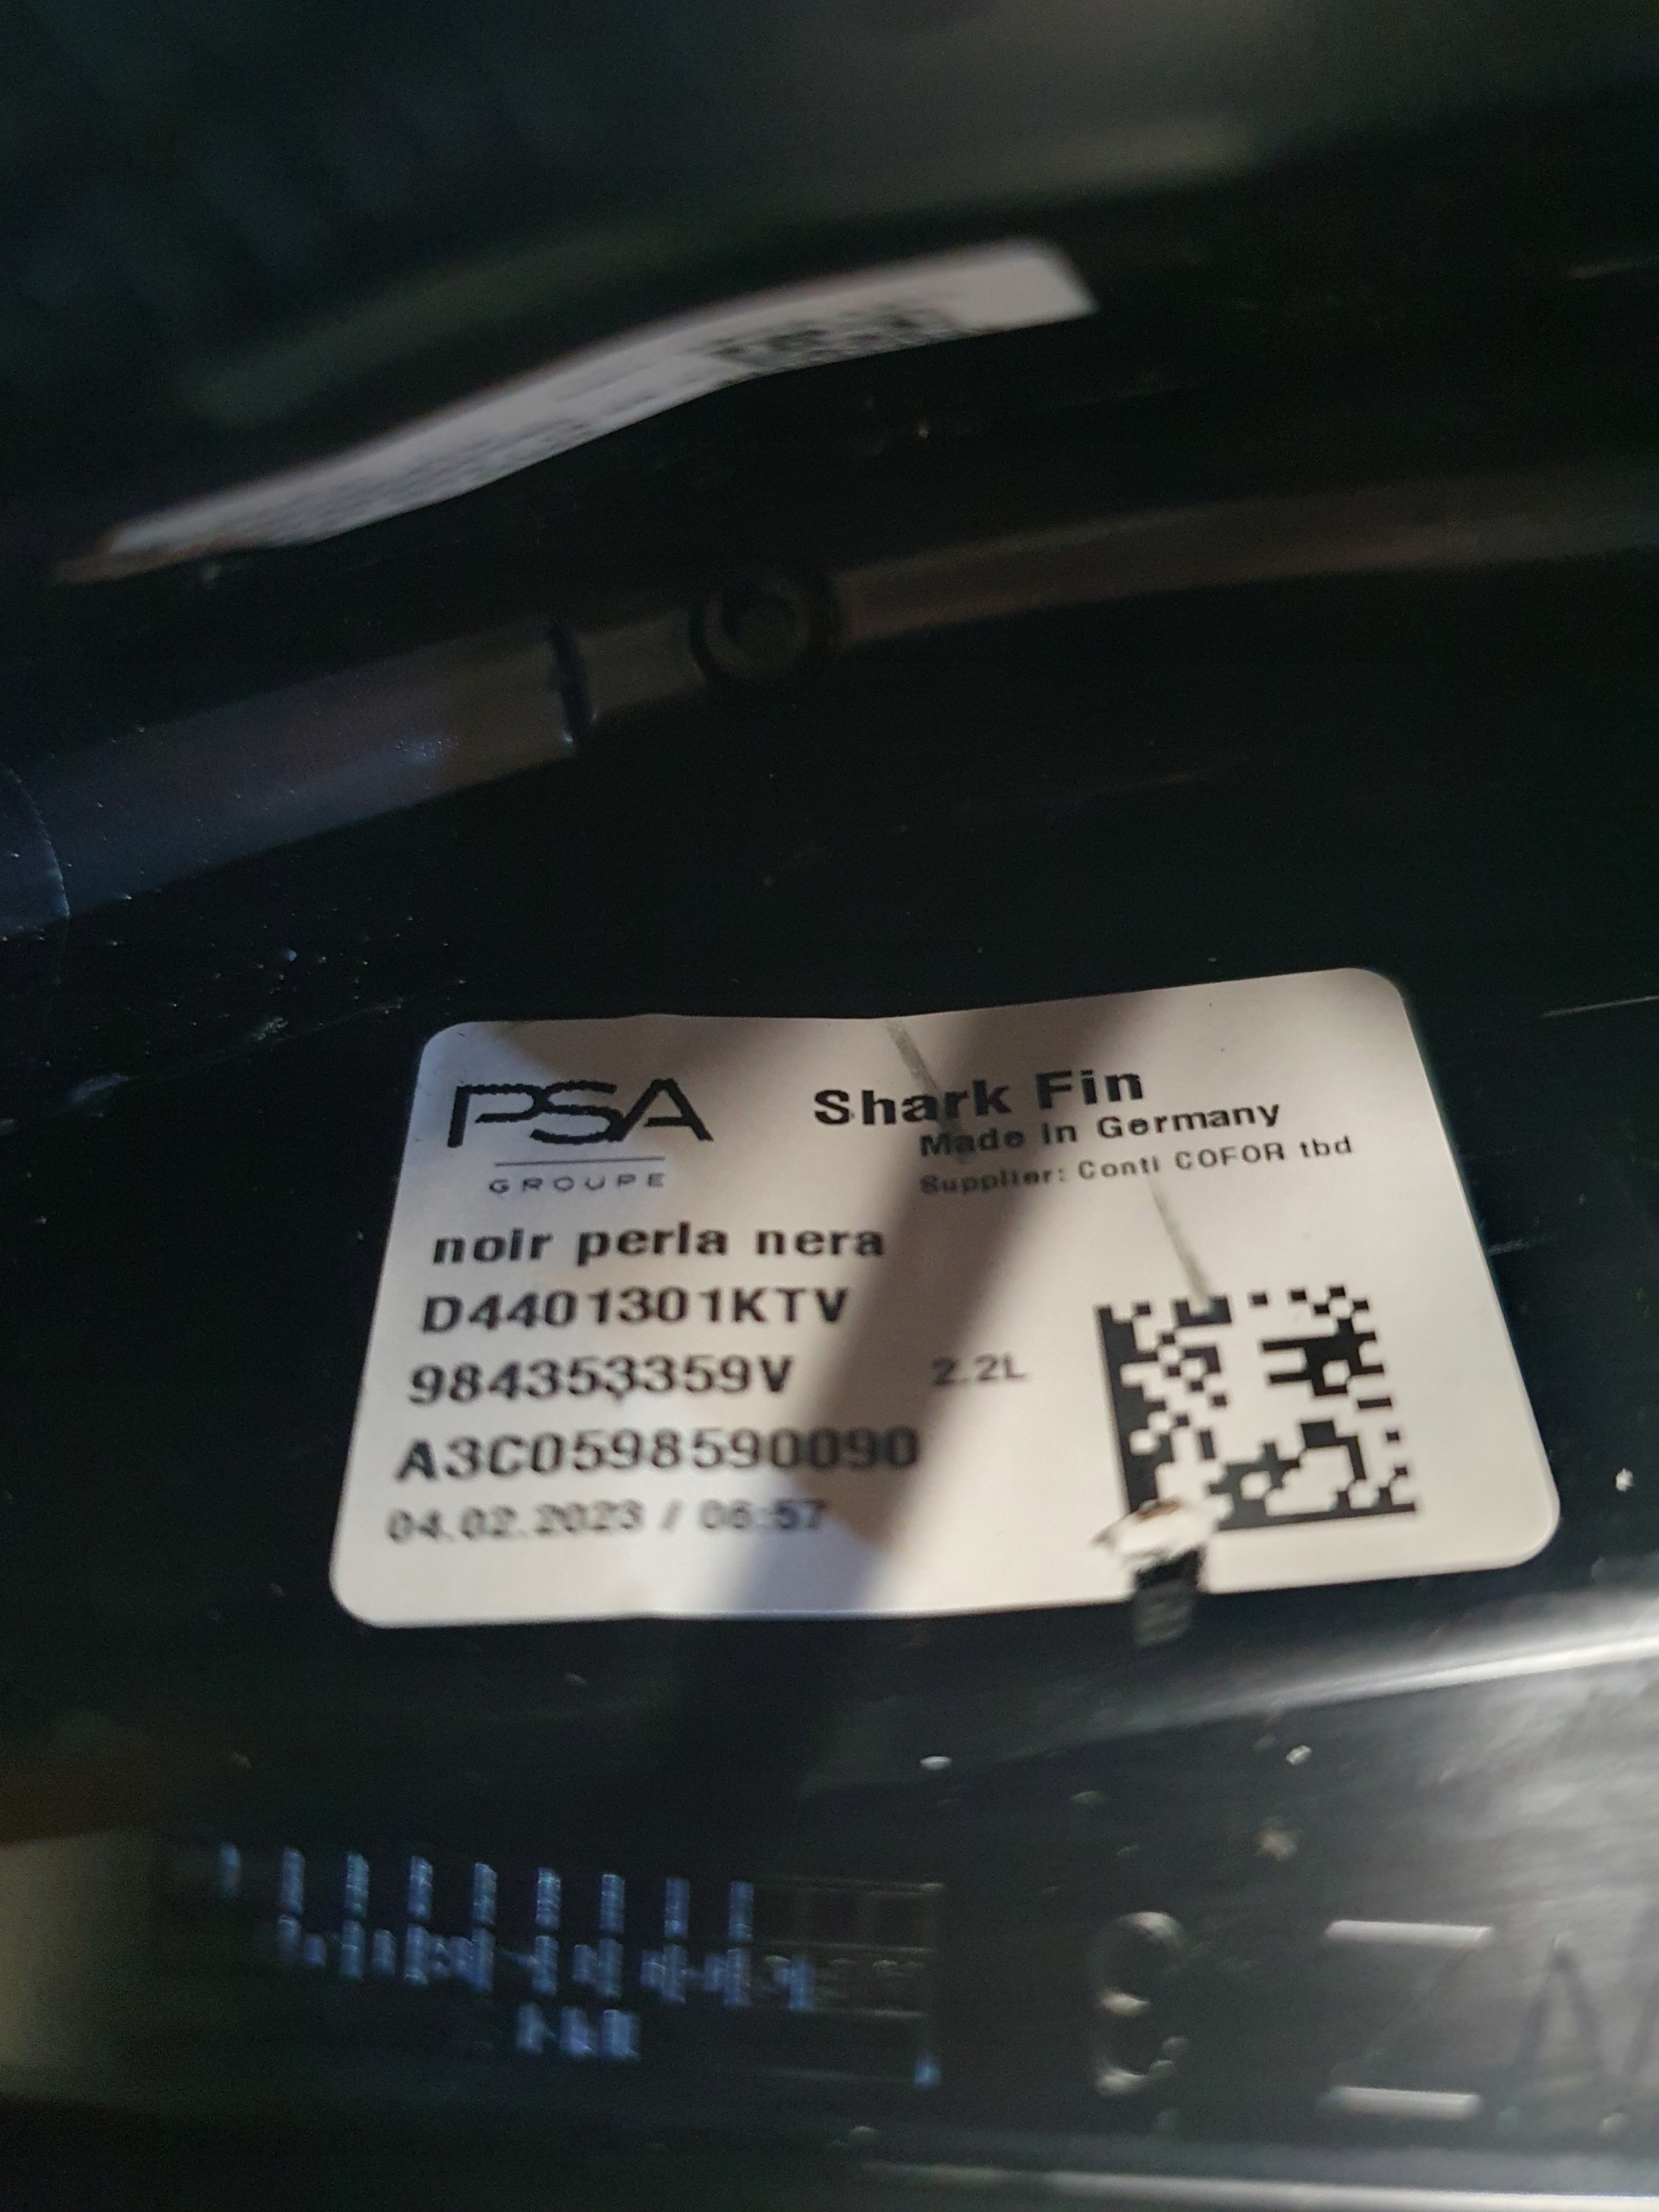 PSA
GROUPE
Shark Fin
Made in Germany
Supplier: Conti COFOR tbd
noir perla nera
D4401301KTV
984353359V
2.2L
A3C0598590090
04.02.2023 / 06:57